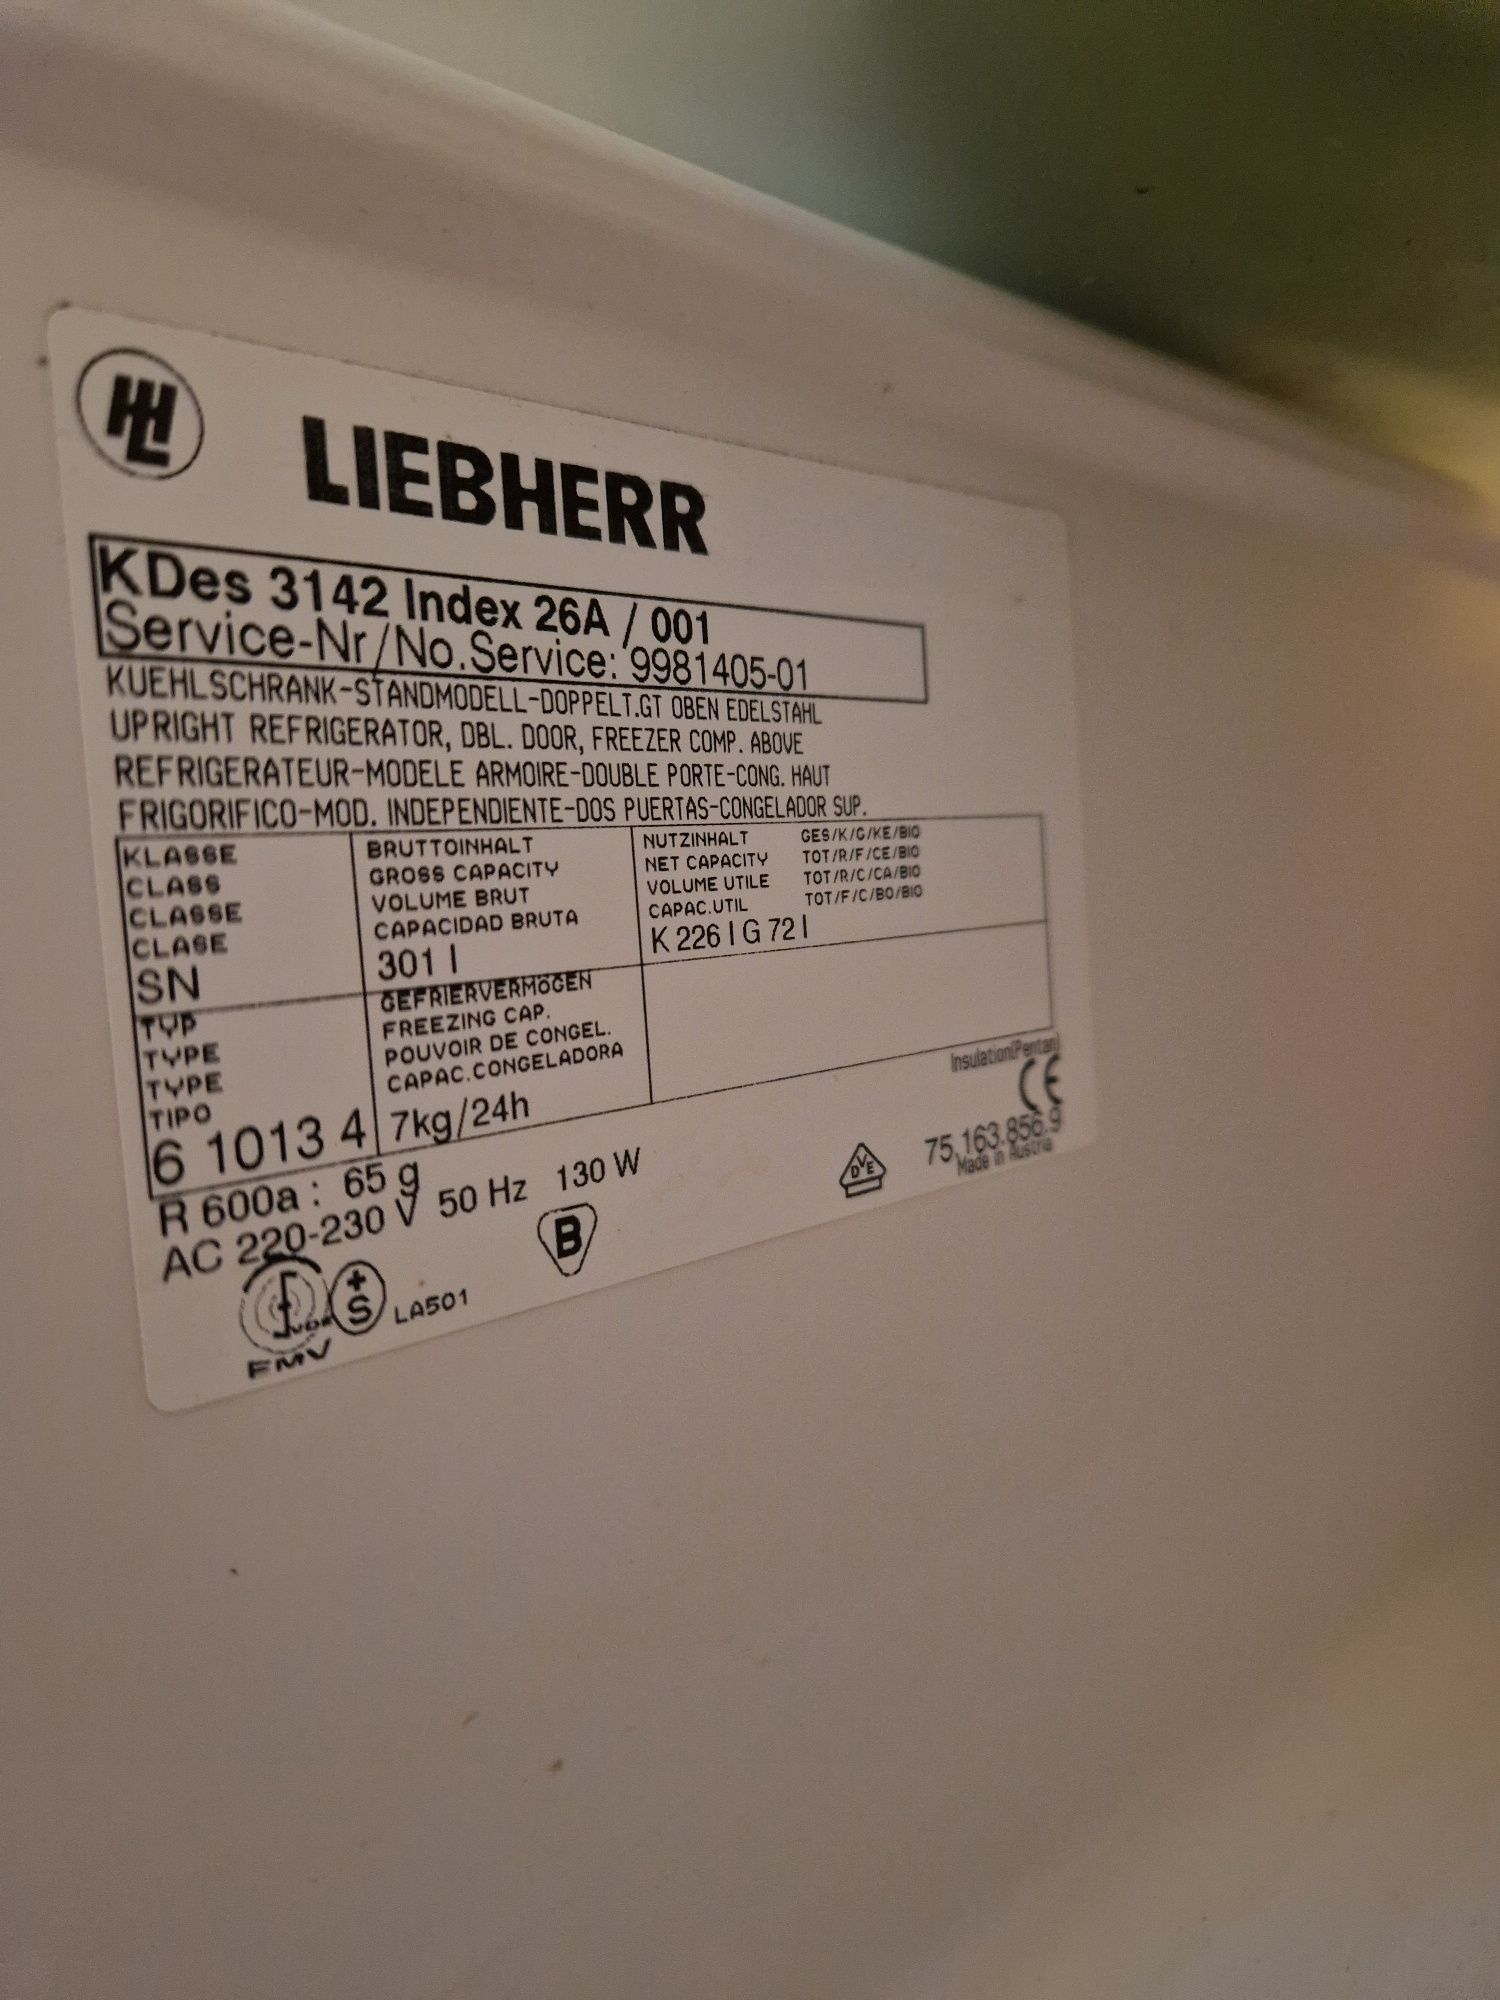 HL
LIEBHERR
KDes 3142 Index 26A / 001
Service-Nr/No.Service: 9981405-01
KUEHLSCHRANK-STANDMODELL-DOPPELT.GT OBEN EDELSTAHL
UPRIGHT REFRIGERATOR, DBL. DOOR, FREEZER COMP. ABOVE
REFRIGERATEUR-MODELE ARMOIRE-DOUBLE PORTE-CONG. HAUT
FRIGORIFICO-MOD. INDEPENDIENTE-DOS PUERTAS-CONGELADOR SUP.
KLASSE
CLASS
CLASSE
CLASE
SN
BRUTTOINHALT
GROSS CAPACITY
VOLUME BRUT
CAPACIDAD BRUTA
301 l
NUTZINHALT GES/K/G/KE/BIO
NET CAPACITY TOT/R/F/CE/BIO
VOLUME UTILE TOT/R/C/CA/BIO
CAPAC.UTIL TOT/F/C/BO/BIO
K 226 l G 72 l
TYP
TYPE
TYPE
TIPO
6 1013 4
GEFRIERVERMÖGEN
FREEZING CAP.
POUVOIR DE CONGEL.
CAPAC.CONGELADORA
7kg/24h
Insulation(Pentan)
CE
R 600a : 65 g
AC 220-230 V 50 Hz 130 W
DVE
75.163.856.9
Made in Austria
B
+S
LA501
FMV